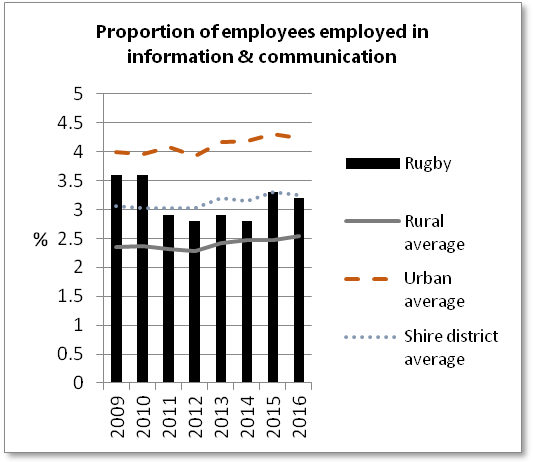 Proportion of employees employed in
information & communication
5
4.5
4
3.5
3
2.5
2
1.5
1
0.5
0
%
2009
2010
2011
2012
2013
2014
2015
2016
Rugby
Rural
average
Urban
average
Shire district
average